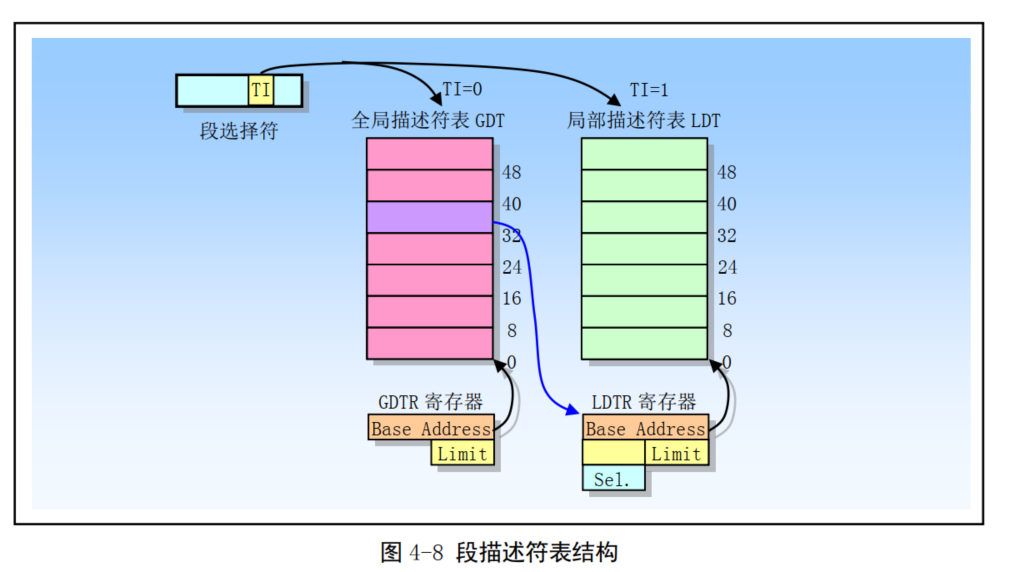 TI
TI=0
TI=1
段选择符
全局描述符表 GDT
局部描述符表 LDT
48
40
32
24
16
8
0
48
40
32
24
16
8
0
GDTR 寄存器
Base Address
Limit
LDTR 寄存器
Base Address
Limit
Sel.
图 4-8 段描述符表结构